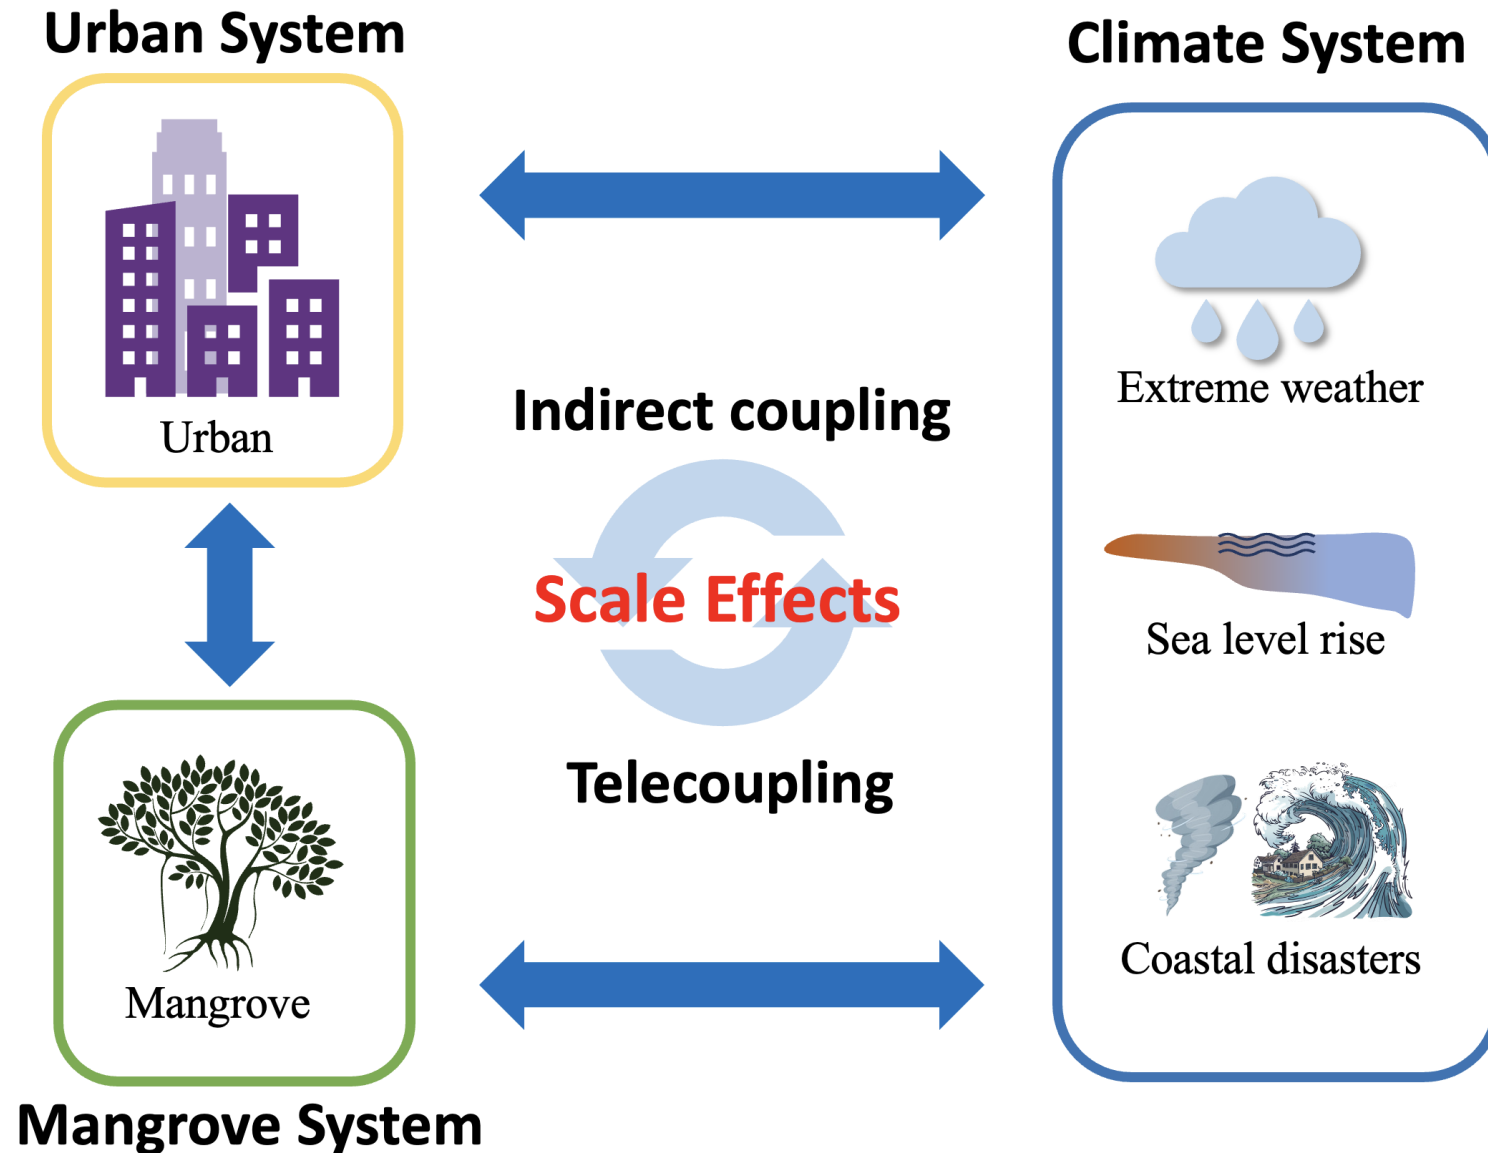 Urban System
Climate System
Urban
Extreme weather
Indirect coupling
Scale Effects
Telecoupling
Sea level rise
Mangrove
Coastal disasters
Mangrove System